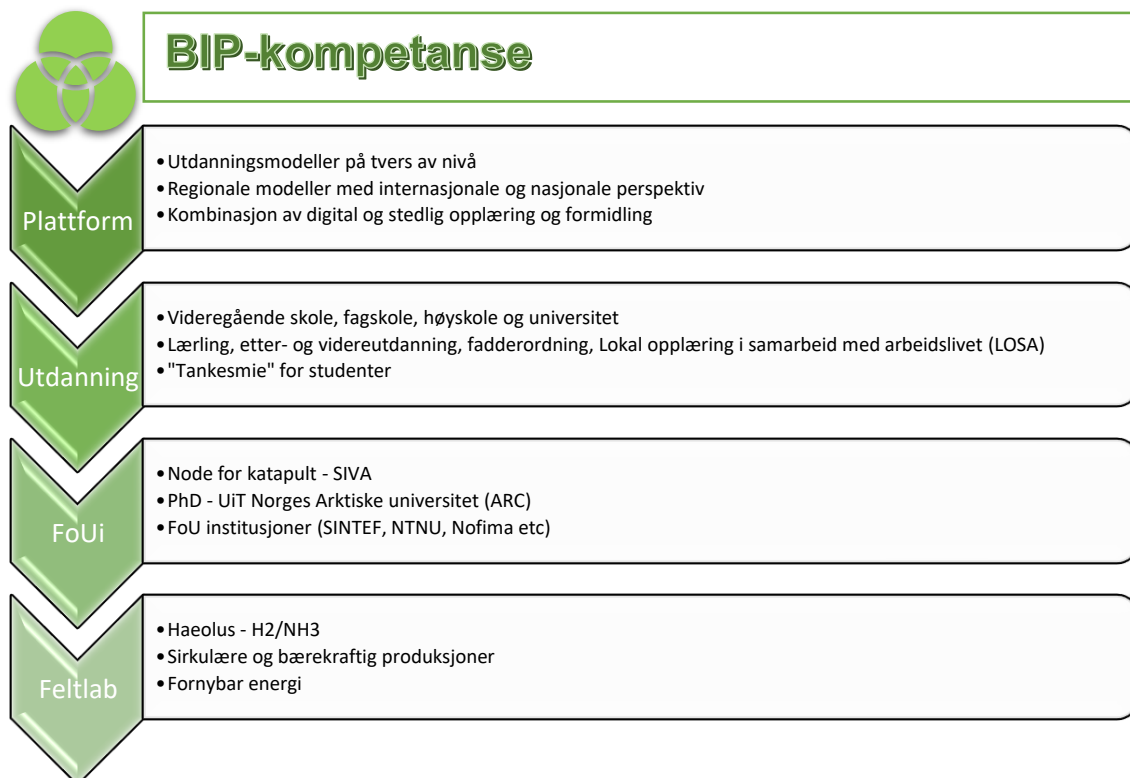 BIP-kompetanse
Plattform
•Utdanningsmodeller på tvers av nivå
•Regionale modeller med internasjonale og nasjonale perspektiv
•Kombinasjon av digital og stedlig opplæring og formidling
Utdanning
•Videregående skole, fagskole, høyskole og universitet
•Lærling, etter- og videreutdanning, fadderordning, Lokal opplæring i samarbeid med arbeidslivet (LOSA)
•"Tankesmie" for studenter
FoUi
•Node for katapult - SIVA
•PhD - UiT Norges Arktiske universitet (ARC)
•FoU institusjoner (SINTEF, NTNU, Nofima etc)
Feltlab
•Haeolus - H2/NH3
•Sirkulære og bærekraftig produksjoner
•Fornybar energi